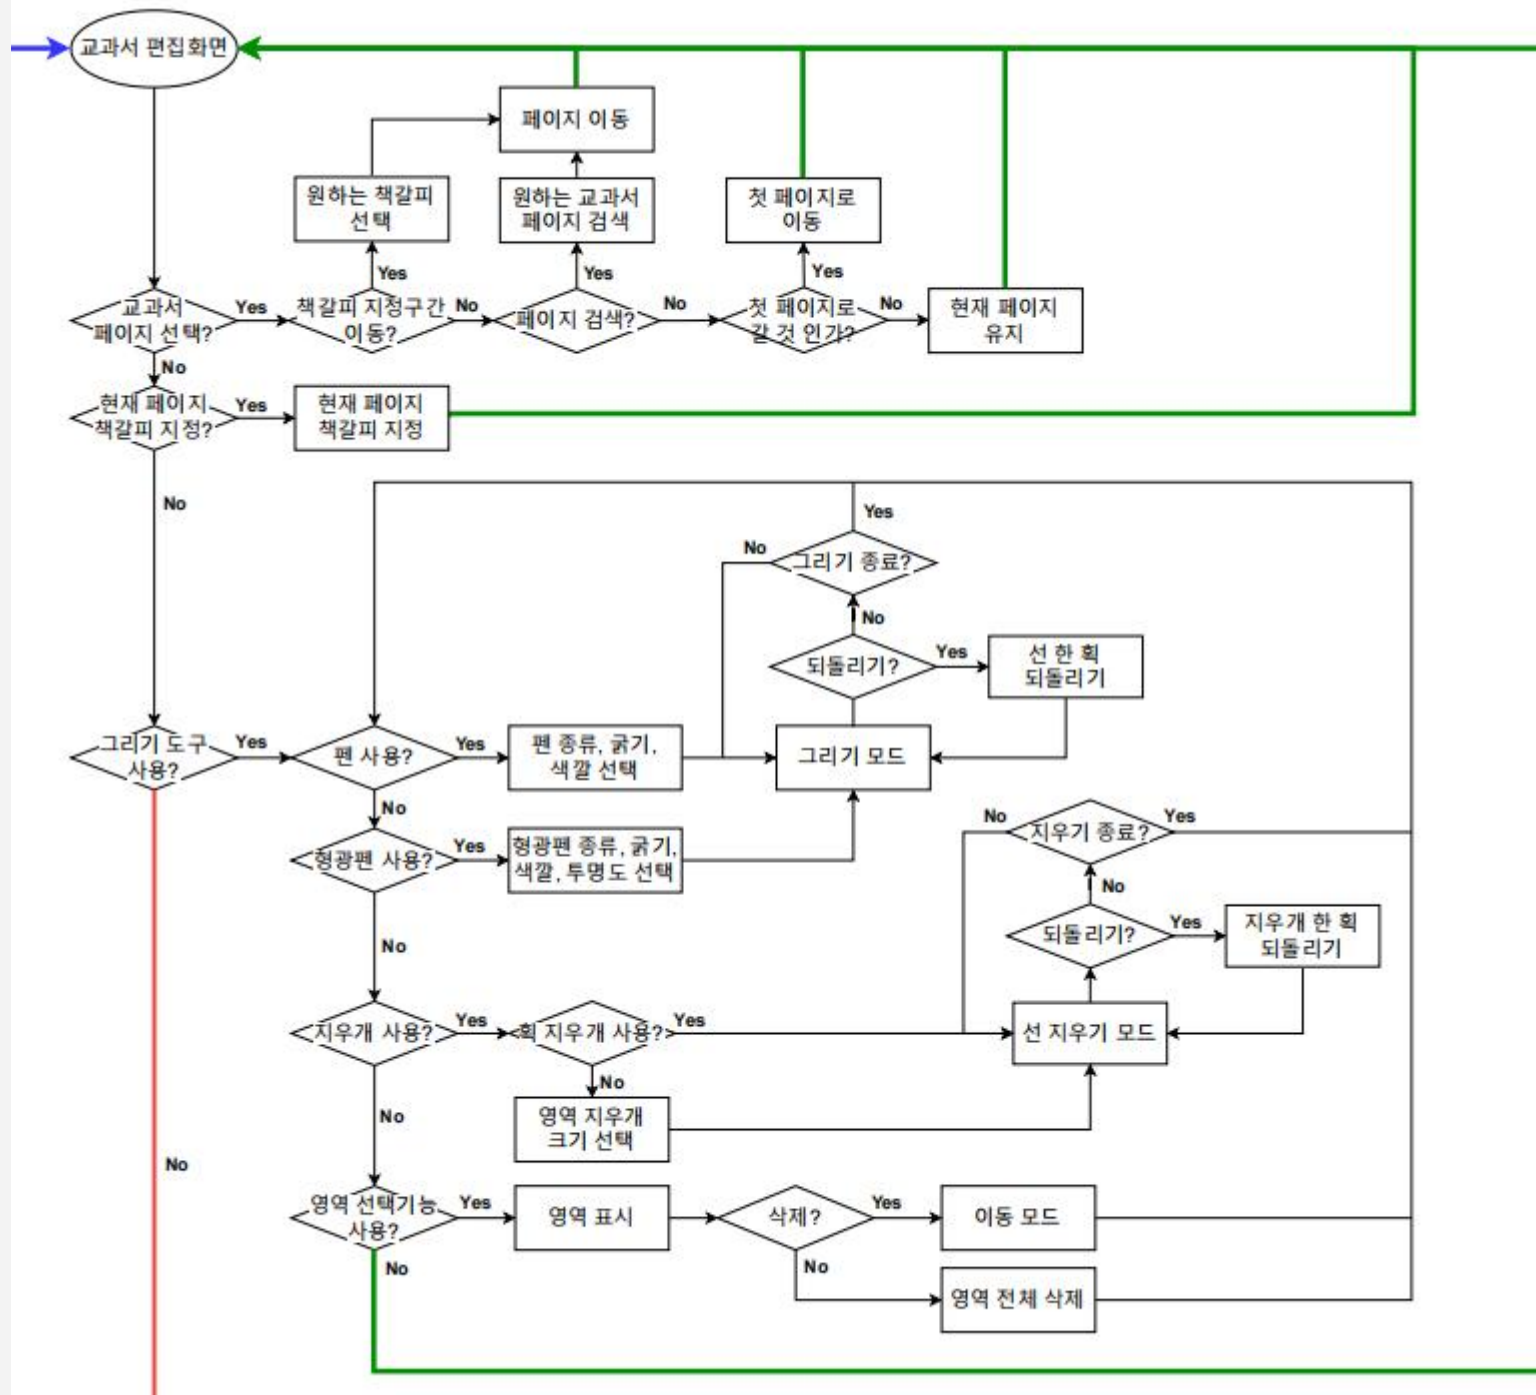 교과서 편집화면
페이지 이동
원하는 책갈피
선택
원하는 교과서
페이지 검색
첫 페이지로
이동
Yes
Yes
Yes
교과서
페이지 선택?
Yes
책갈피 지정구간
이동?
No
페이지 검색?
No
첫 페이지로
갈 것 인가?
No
현재 페이지
유지
No
현재 페이지
책갈피 지정?
Yes
현재 페이지
책갈피 지정
No
Yes
No
그리기 종료?
No
되돌리기?
Yes
선 한 획
되돌리기
그리기 도구
사용?
Yes
펜 사용?
Yes
펜 종류, 굵기,
색깔 선택
그리기 모드
No
형광펜 사용?
Yes
형광펜 종류, 굵기,
색깔, 투명도 선택
No
지우기 종료?
Yes
No
되돌리기?
Yes
지우개 한 획
되돌리기
No
지우개 사용?
Yes
획 지우개 사용?
Yes
선 지우기 모드
No
영역 지우개
크기 선택
No
No
영역 선택기능
사용?
Yes
영역 표시
삭제?
Yes
이동 모드
No
No
영역 전체 삭제